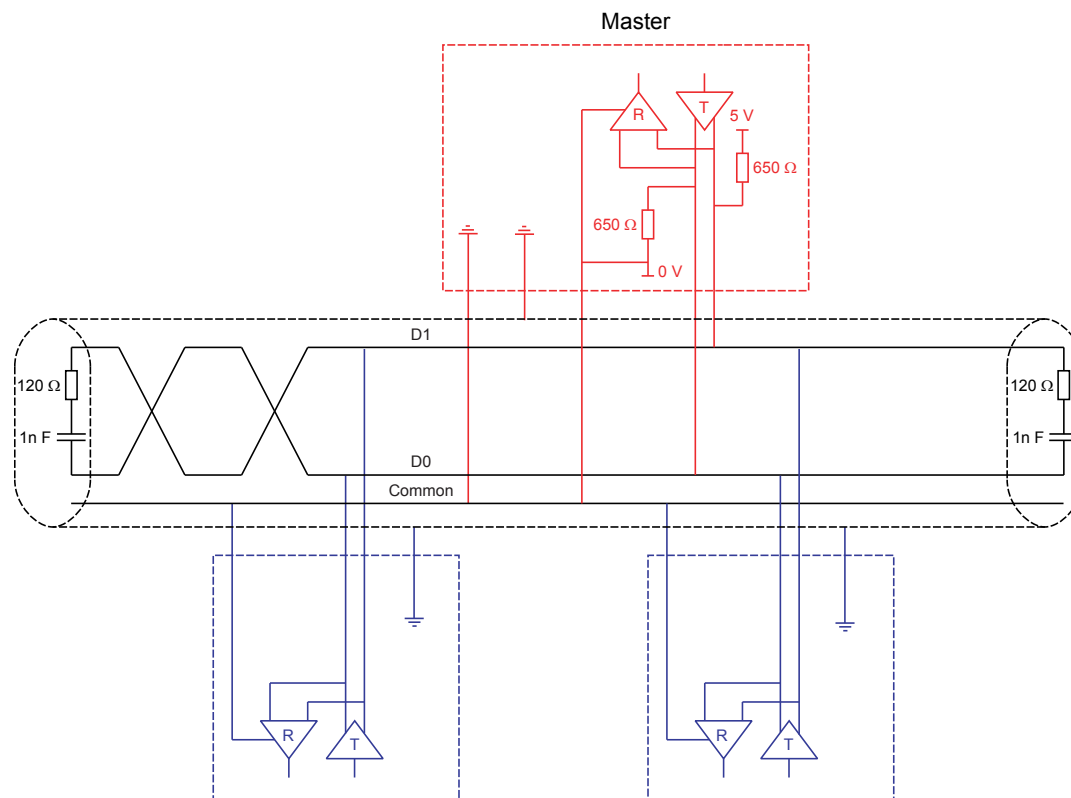 Master
R
T
5 V
650 Ω
650 Ω
0 V
D1
120 Ω
1n F
120 Ω
1n F
D0
Common
R
T
R
T